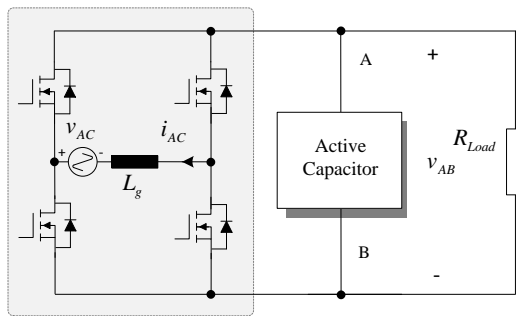 A
+
v_AC
i_AC
+
-
L_g
Active
Capacitor
R_Load
v_AB
B
-